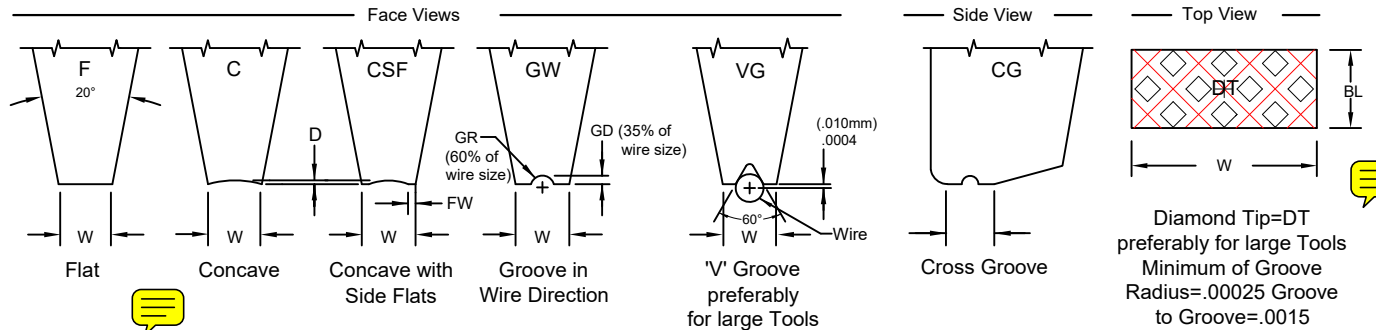 Face Views
Side View
Top View
F
20°
C
D
CSF
FW
GW
GR
(60% of
wire size)
GD (35% of
wire size)
VG
(.010mm)
.0004
60°
Wire
CG
DT
BL
W
W
W
W
W
W
Flat
Concave
Concave with
Side Flats
Groove in
Wire Direction
'V' Groove
preferably
for large Tools
Cross Groove
Diamond Tip=DT
preferably for large Tools
Minimum of Groove
Radius=.00025 Groove
to Groove=.0015